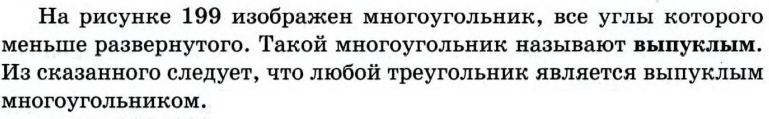 На рисунке 199 изображен многоугольник, все углы которого
меньше развернутого. Такой многоугольник называют выпуклым.
Из сказанного следует, что любой треугольник является выпуклым
многоугольником.